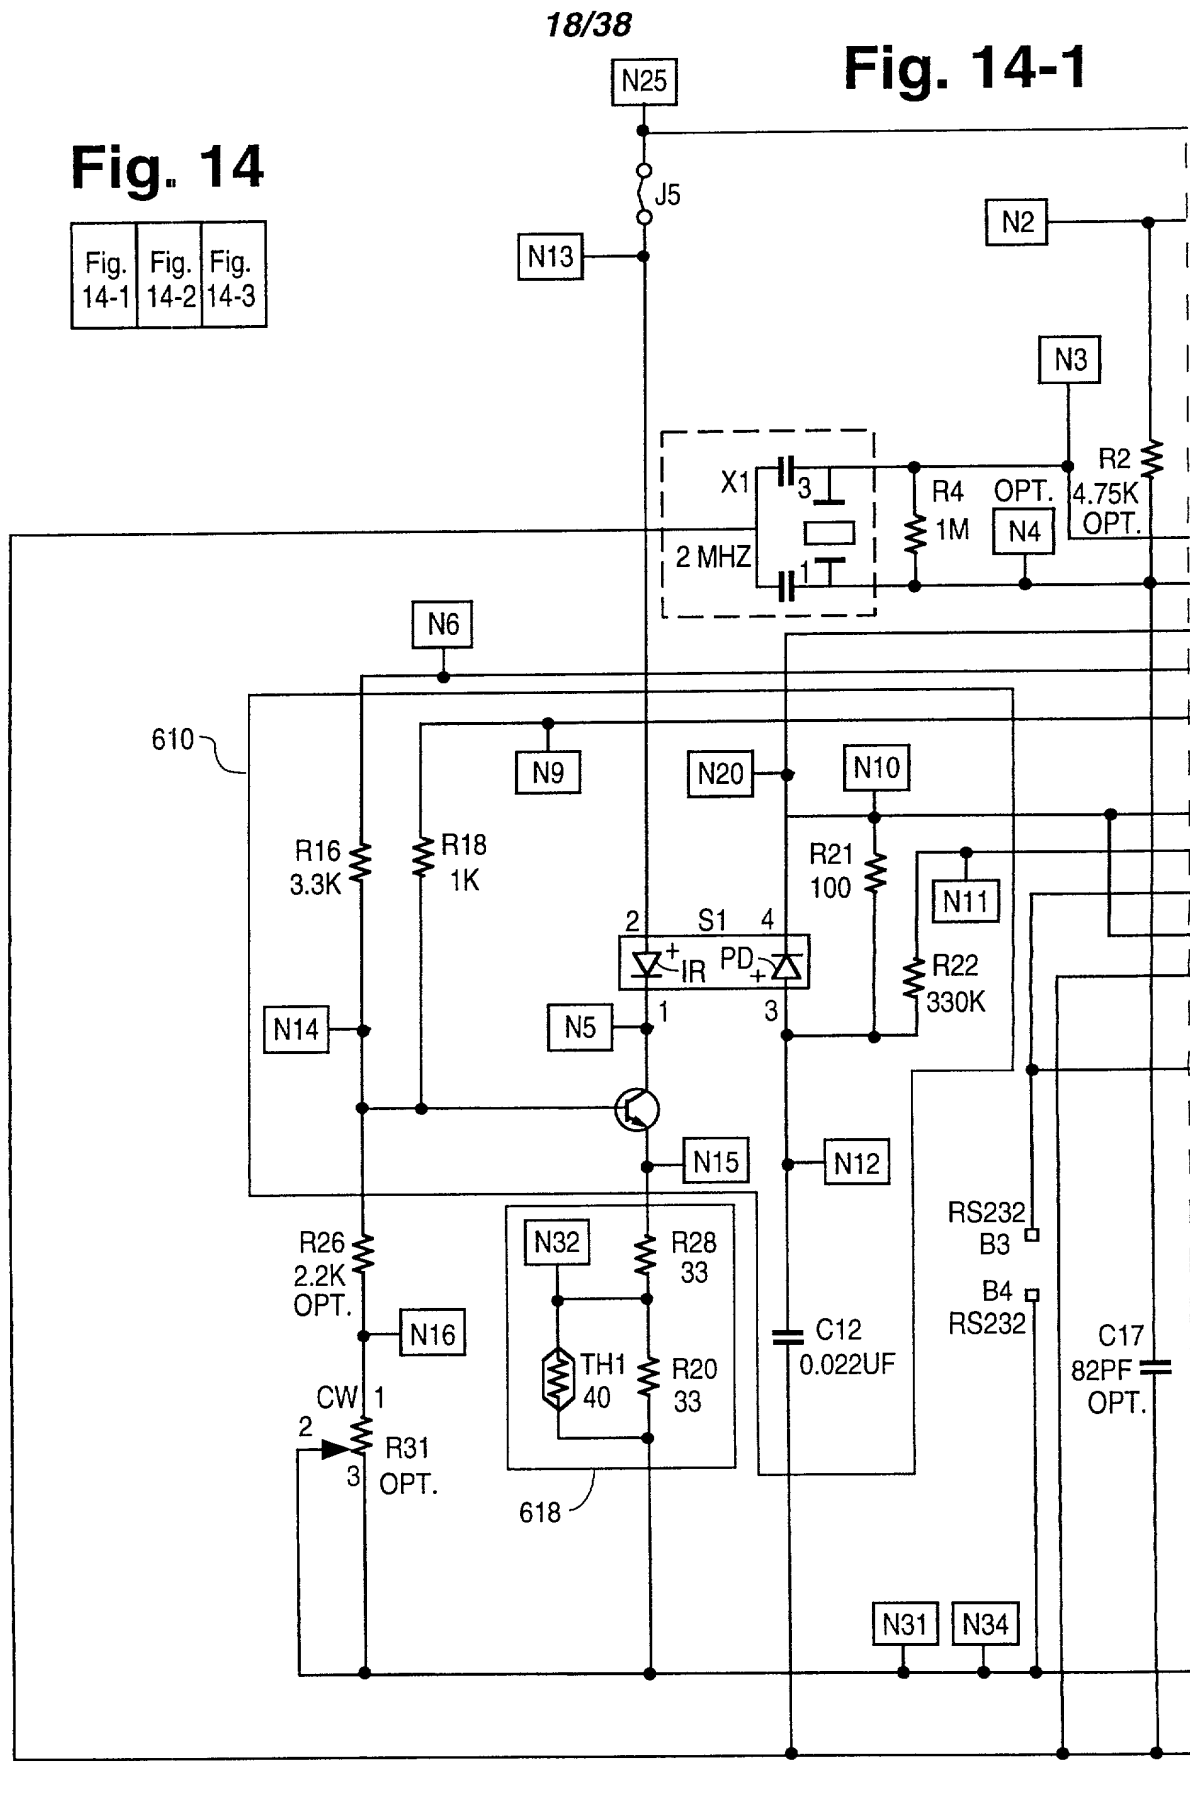 18/38
Fig. 14-1
N25
Fig. 14
J5
N2
N13
Fig. Fig. Fig.
14-1 14-2 14-3
N3
X1
3
R4
1M
OPT.
N4
R2
4.75K
OPT.
2 MHZ
1
N6
610
N9
N20
N10
R16
3.3K
R18
1K
R21
100
N11
2 S1 4
+
IR
PD
+
R22
330K
N14
N5
1
3
N15
N12
RS232
B3
R26
2.2K
OPT.
N32
R28
33
B4
RS232
N16
C12
0.022UF
C17
82PF
OPT.
TH1
40
R20
33
CW 1
2
R31
OPT.
3
618
N31
N34